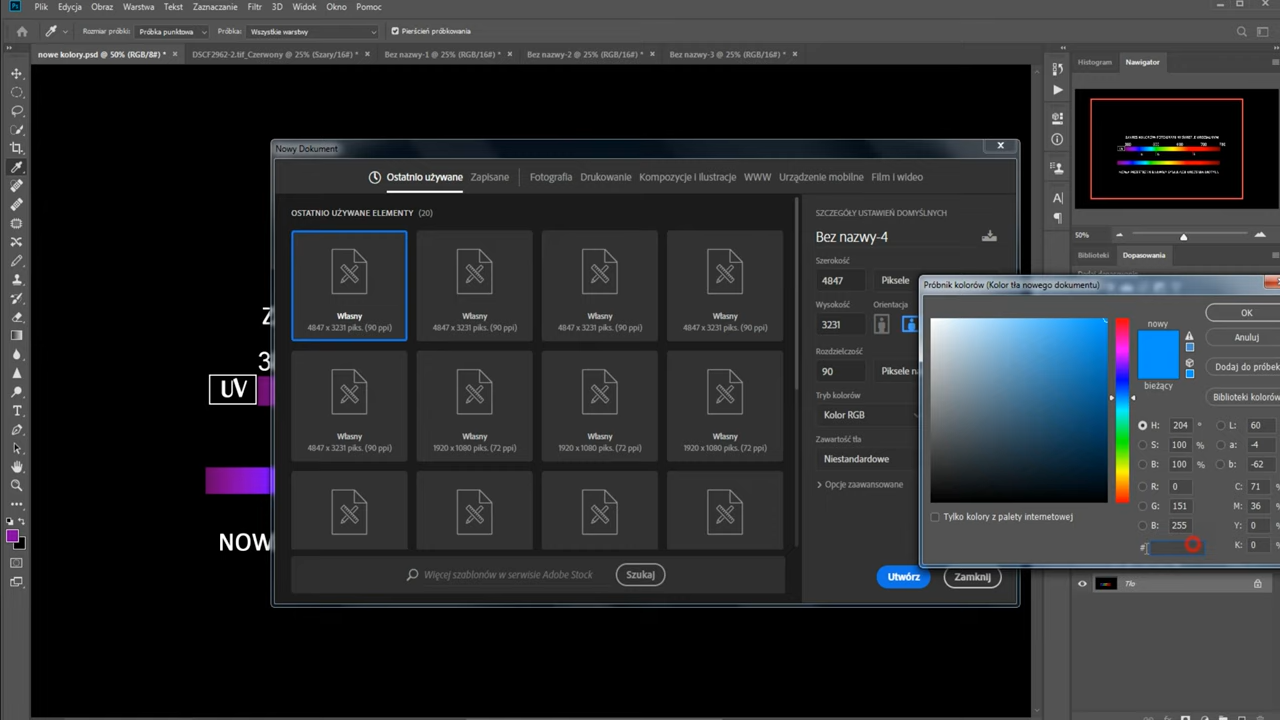 Ps Plik Edycja Obraz Warstwa Tekst Zaznaczanie Filtr 3D Widok Okno Pomoc
Rozmiar próbki: Próbka punktowa Próbka: Wszystkie warstwy Pierścień próbkowania
nowe kolory.psd @ 50% (RGB/8#) * × DSCF2962-2.tif_Czerwony @ 25% (Szary/16#) * × Bez nazwy-1 @ 25% (RGB/16#) * × Bez nazwy-2 @ 25% (RGB/16#) * × Bez nazwy-3 @ 25% (RGB/16#) * ×
Histogram Nawigator
50%
Biblioteki Dopasowania
Nowy Dokument
Ostatnio używane Zapisane Fotografia Drukowanie Kompozycje i ilustracje WWW Urządzenie mobilne Film i wideo
OSTATNIO UŻYWANE ELEMENTY (20)
Własny Własny Własny Własny
4847 x 3231 piks. (90 ppi) 4847 x 3231 piks. (90 ppi) 4847 x 3231 piks. (90 ppi) 4847 x 3231 piks. (90 ppi)
Własny Własny Własny Własny
4847 x 3231 piks. (90 ppi) 1920 x 1080 piks. (72 ppi) 1920 x 1080 piks. (72 ppi) 1920 x 1080 piks. (72 ppi)
Więcej szablonów w serwisie Adobe Stock Szukaj
SZCZEGÓŁY USTAWIEŃ DOMYŚLNYCH
Bez nazwy-4
Szerokość
4847 Piksele
Wysokość Orientacja
3231
Rozdzielczość
90 Piksele na
Tryb kolorów
Kolor RGB
Zawartość tła
Niestandardowe
Opcje zaawansowane
Utwórz Zamknij
Próbnik kolorów (Kolor tła nowego dokumentu)
nowy
bieżący
OK
Anuluj
Dodaj do próbek
Biblioteki kolorów
H: 204 ° L: 60
S: 100 % a: -4
B: 100 % b: -62
R: 0 C: 71 %
G: 151 M: 36 %
B: 255 Y: 0 %
# K: 0 %
Tylko kolory z palety internetowej
Z
3
UV
NOW
Tło